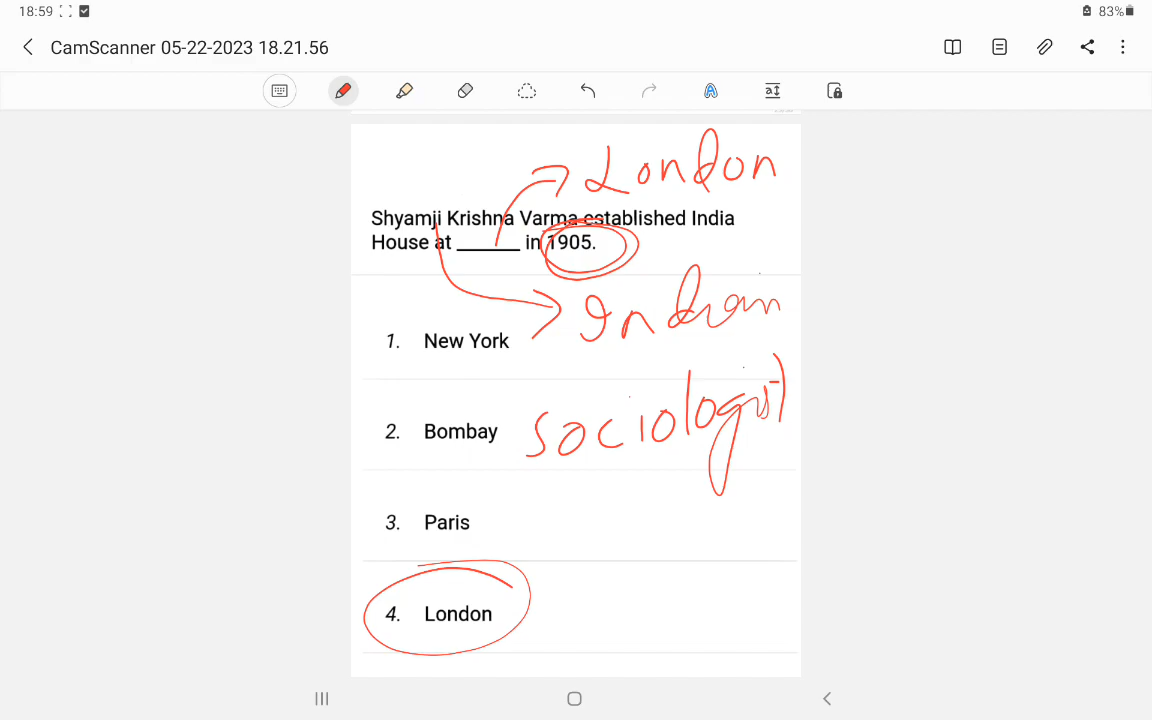 18:59
83%
CamScanner 05-22-2023 18.21.56
London
Shyamji Krishna Varma established India
House at ______ in 1905.
Indian
1. New York
sociologist
2. Bombay
3. Paris
4. London